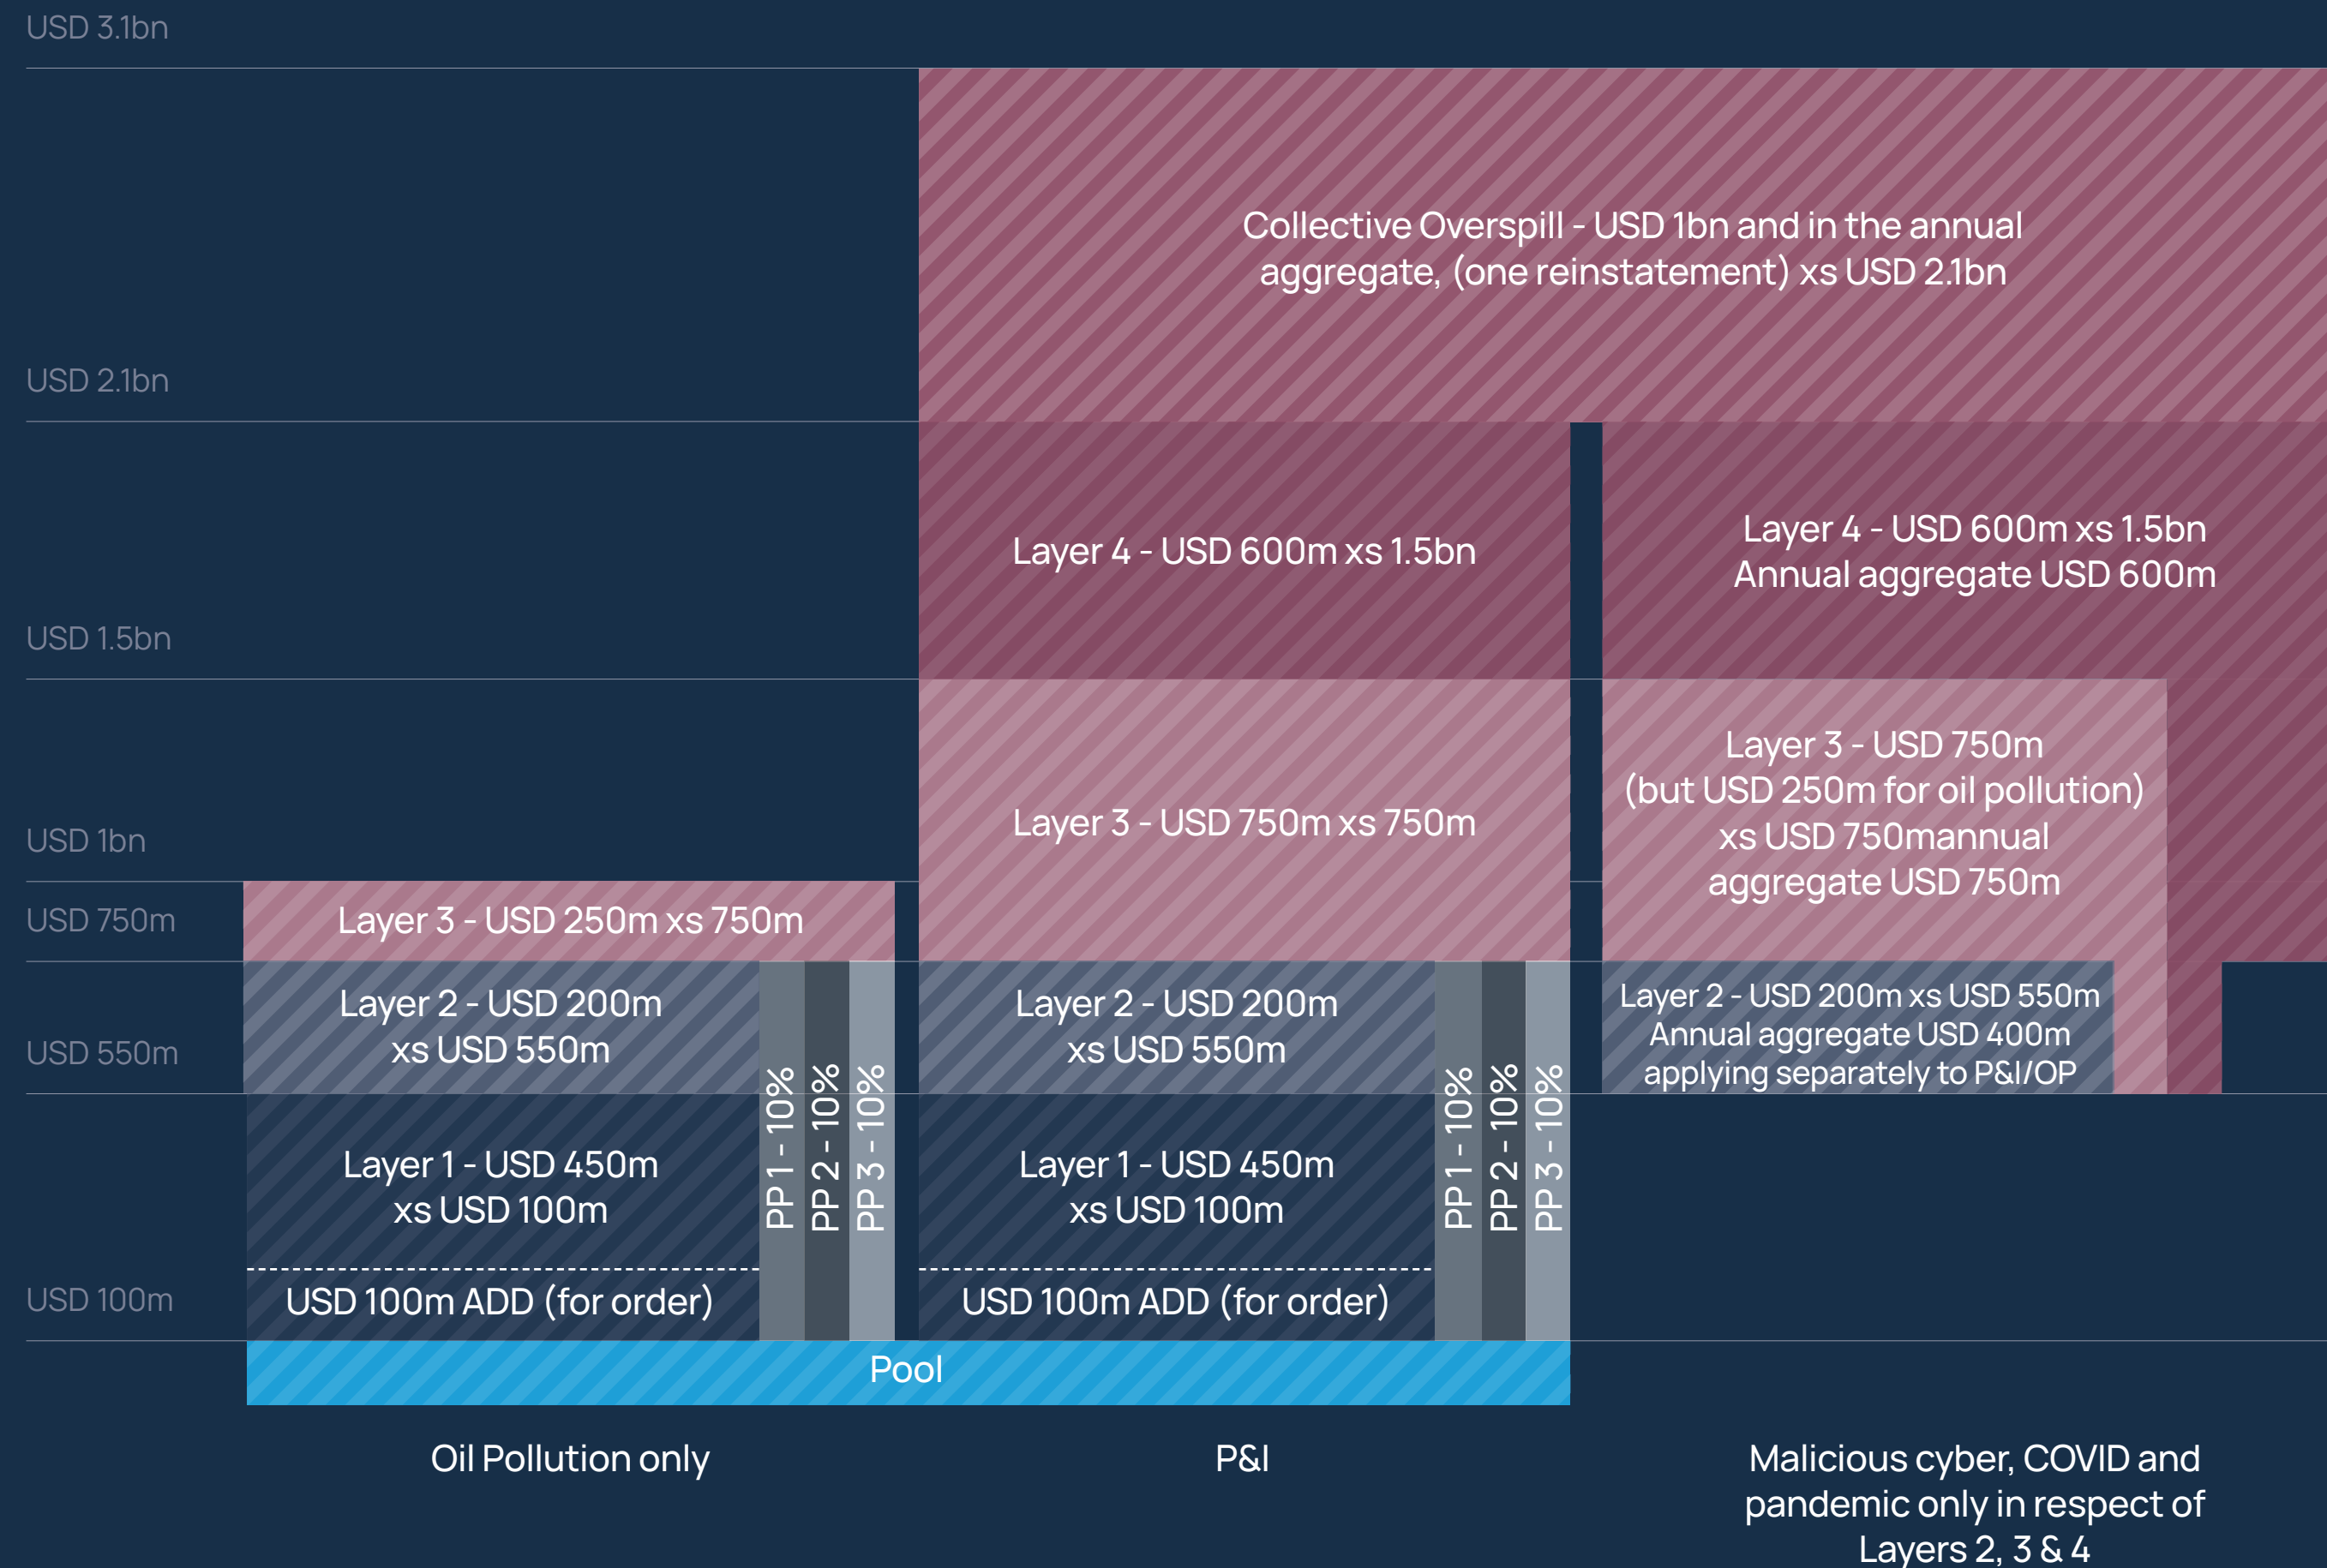 USD 3.1bn
Collective Overspill - USD 1bn and in the annual
aggregate, (one reinstatement) xs USD 2.1bn
USD 2.1bn
Layer 4 - USD 600m xs 1.5bn
Layer 4 - USD 600m xs 1.5bn
Annual aggregate USD 600m
USD 1.5bn
Layer 3 - USD 750m xs 750m
Layer 3 - USD 750m
(but USD 250m for oil pollution)
xs USD 750mannual
aggregate USD 750m
USD 1bn
USD 750m
Layer 3 - USD 250m xs 750m
Layer 2 - USD 200m
xs USD 550m
Layer 2 - USD 200m
xs USD 550m
Layer 2 - USD 200m xs USD 550m
Annual aggregate USD 400m
applying separately to P&I/OP
USD 550m
Layer 1 - USD 450m
xs USD 100m
PP 1 - 10%
PP 2 - 10%
PP 3 - 10%
Layer 1 - USD 450m
xs USD 100m
PP 1 - 10%
PP 2 - 10%
PP 3 - 10%
USD 100m
USD 100m ADD (for order)
USD 100m ADD (for order)
Pool
Oil Pollution only
P&I
Malicious cyber, COVID and
pandemic only in respect of
Layers 2, 3 & 4